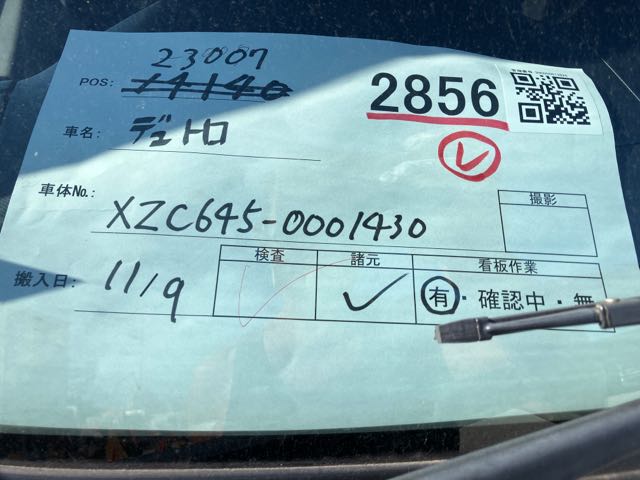 23007
POS: 14140
2856
車名: デュトロ
車体No.: XZC645-0001430
撮影
搬入日: 11/9
検査 諸元 看板作業
✓ 有・確認中・無